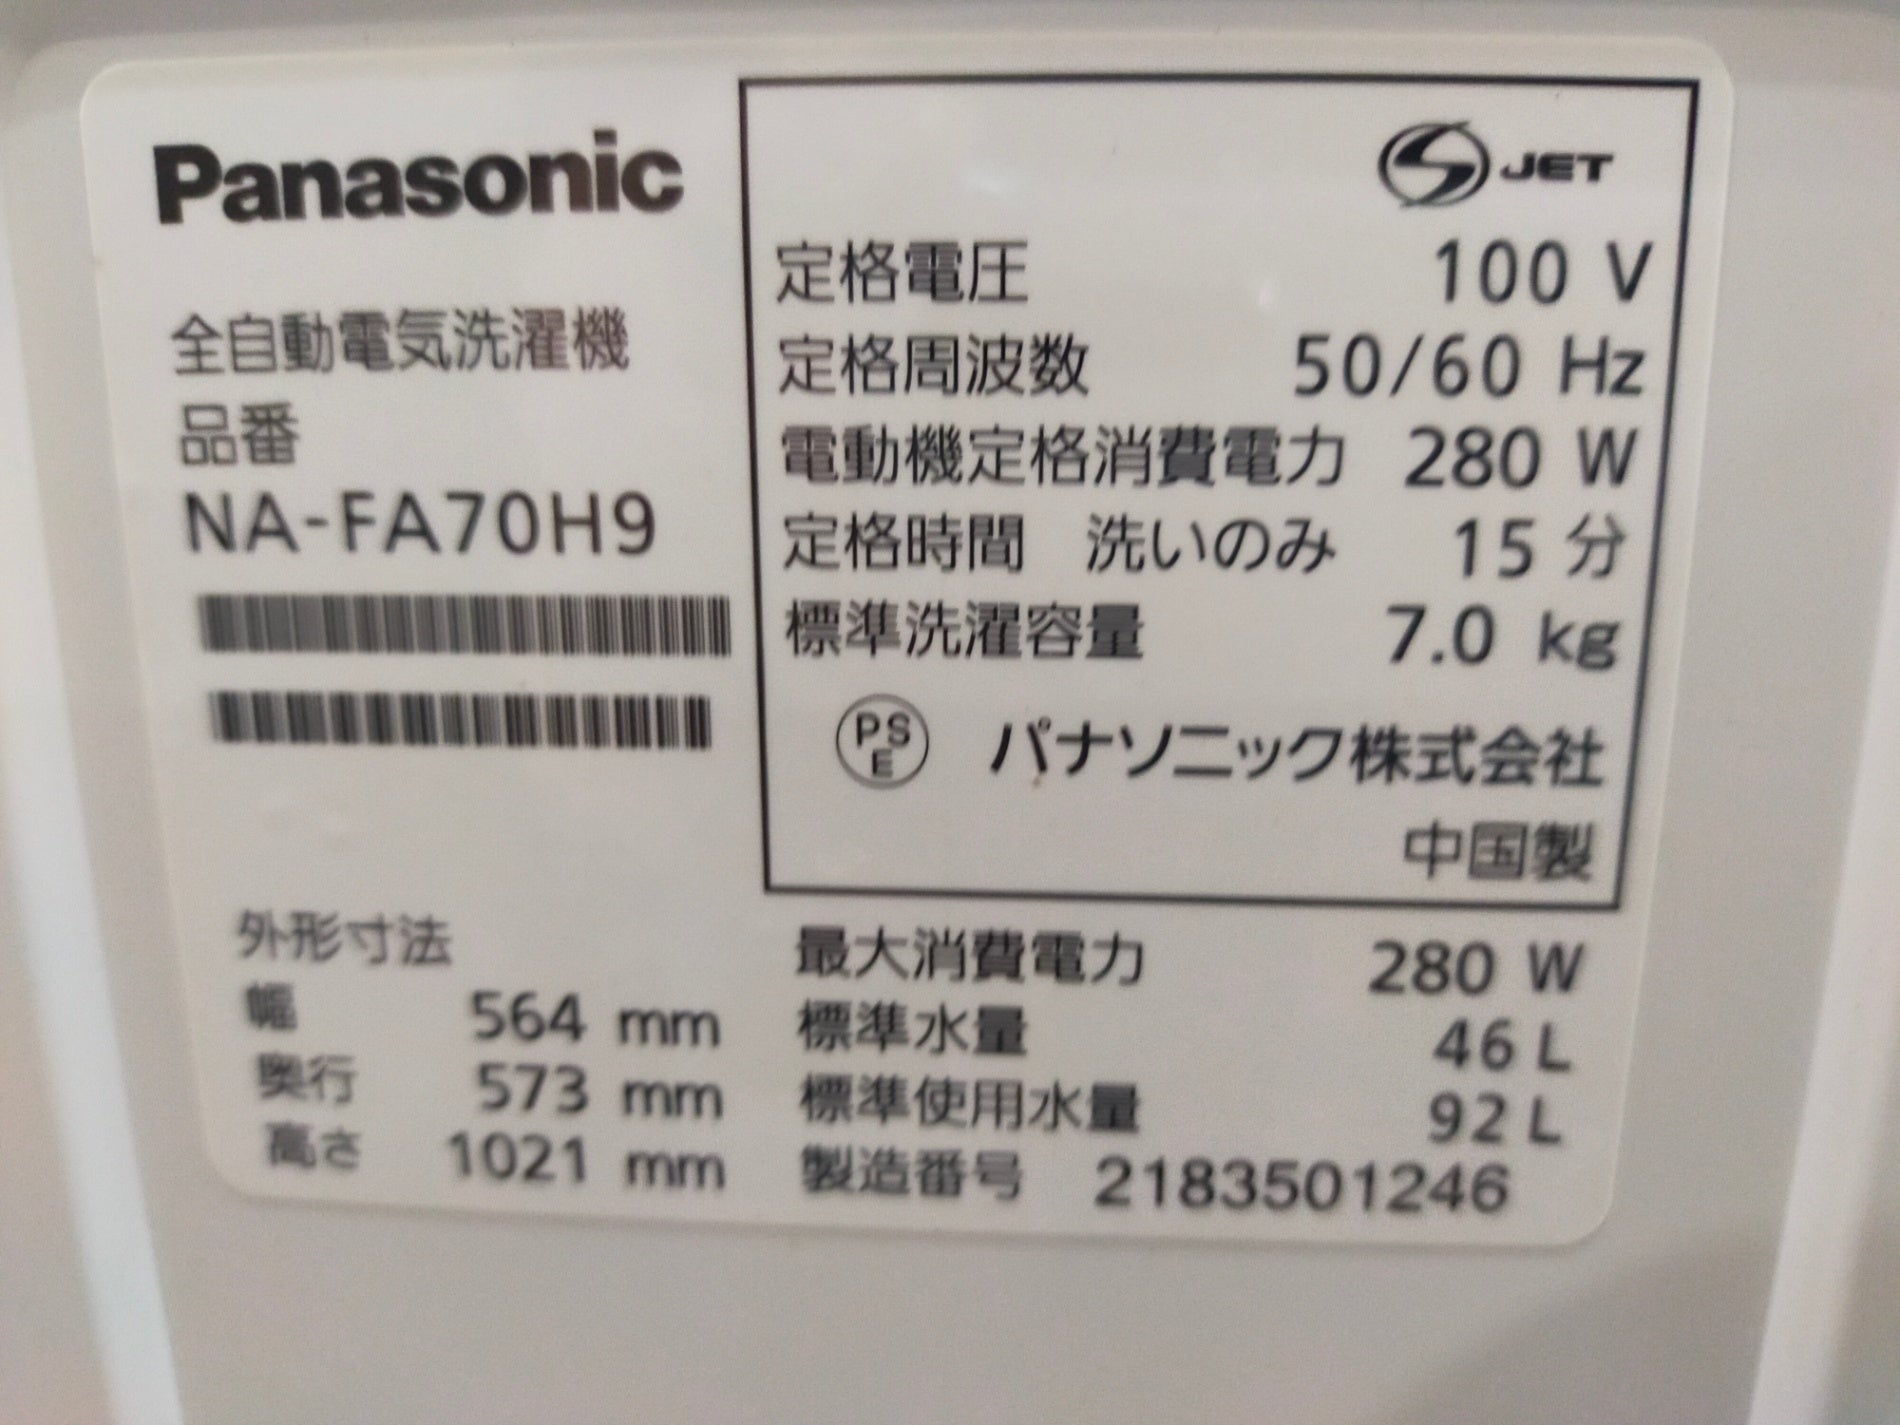 Panasonic
全自動電気洗濯機
品番
NA-FA70H9
S JET
定格電圧 100 V
定格周波数 50/60 Hz
電動機定格消費電力 280 W
定格時間 洗いのみ 15 分
標準洗濯容量 7.0 kg
PSE パナソニック株式会社
中国製
外形寸法
幅 564 mm
奥行 573 mm
高さ 1021 mm
最大消費電力 280 W
標準水量 46 L
標準使用水量 92 L
製造番号 2183501246